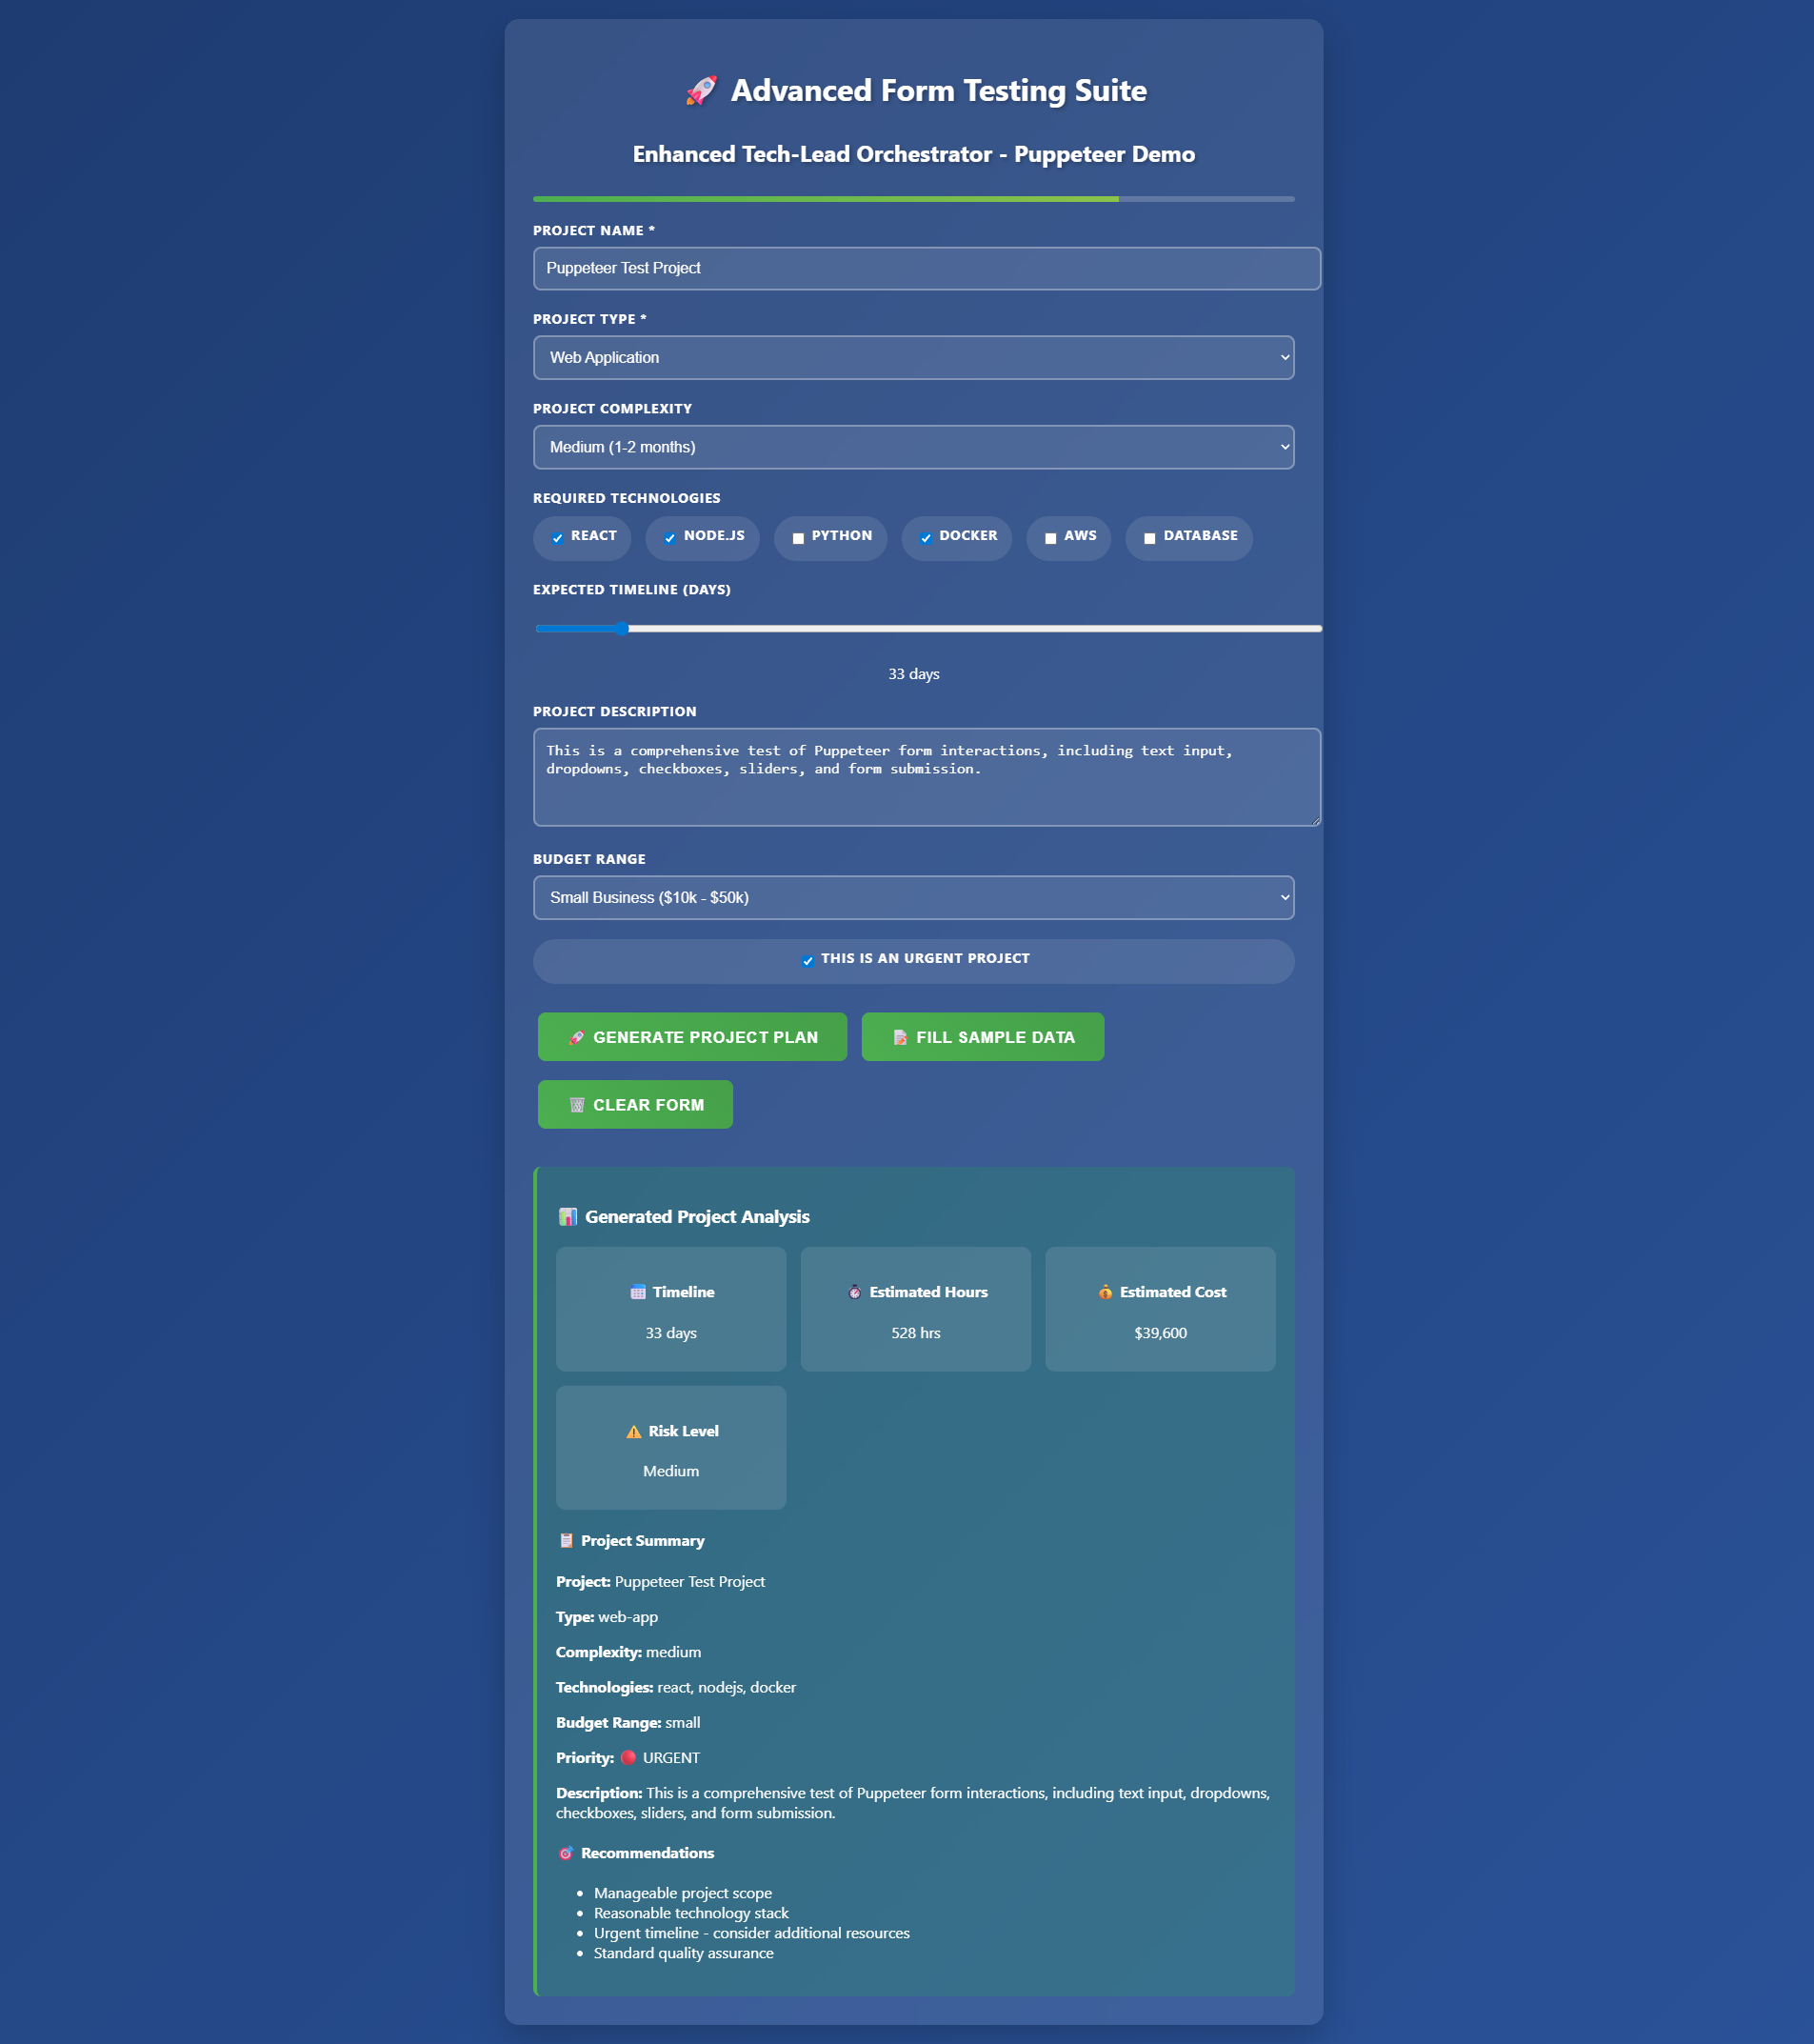 🚀 Advanced Form Testing Suite
Enhanced Tech-Lead Orchestrator - Puppeteer Demo
PROJECT NAME *
Puppeteer Test Project
PROJECT TYPE *
Web Application
PROJECT COMPLEXITY
Medium (1-2 months)
REQUIRED TECHNOLOGIES
REACT NODE.JS PYTHON DOCKER AWS DATABASE
EXPECTED TIMELINE (DAYS)
33 days
PROJECT DESCRIPTION
This is a comprehensive test of Puppeteer form interactions, including text input,
dropdowns, checkboxes, sliders, and form submission.
BUDGET RANGE
Small Business ($10k - $50k)
THIS IS AN URGENT PROJECT
🚀 GENERATE PROJECT PLAN 📝 FILL SAMPLE DATA
🗑️ CLEAR FORM
📊 Generated Project Analysis
📅 Timeline
33 days
⏱️ Estimated Hours
528 hrs
💰 Estimated Cost
$39,600
⚠️ Risk Level
Medium
📋 Project Summary
Project: Puppeteer Test Project
Type: web-app
Complexity: medium
Technologies: react, nodejs, docker
Budget Range: small
Priority: 🔴 URGENT
Description: This is a comprehensive test of Puppeteer form interactions, including text input, dropdowns,
checkboxes, sliders, and form submission.
🎯 Recommendations
• Manageable project scope
• Reasonable technology stack
• Urgent timeline - consider additional resources
• Standard quality assurance